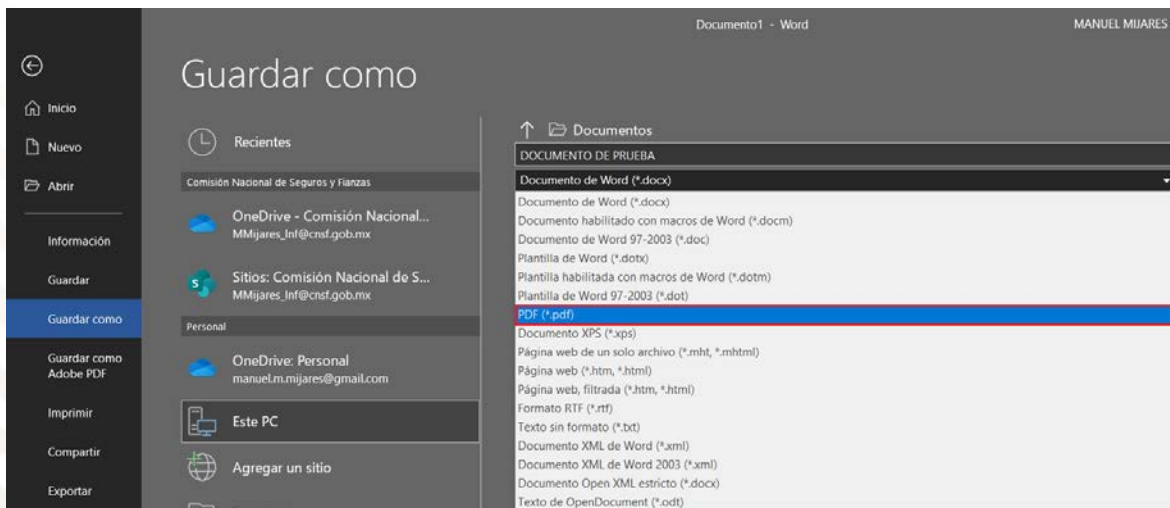 Documento1 - Word
MANUEL MIJARES
Inicio
Nuevo
Abrir
Información
Guardar
Guardar como
Guardar como
Adobe PDF
Imprimir
Compartir
Exportar
Guardar como
Recientes
Comisión Nacional de Seguros y Fianzas
OneDrive - Comisión Nacional...
MMijares_Inf@cnsf.gob.mx
Sitios: Comisión Nacional de S...
MMijares_Inf@cnsf.gob.mx
Personal
OneDrive: Personal
manuel.m.mijares@gmail.com
Este PC
Agregar un sitio
Documentos
DOCUMENTO DE PRUEBA
Documento de Word (*.docx)
Documento de Word (*.docx)
Documento habilitado con macros de Word (*.docm)
Documento de Word 97-2003 (*.doc)
Plantilla de Word (*.dotx)
Plantilla habilitada con macros de Word (*.dotm)
Plantilla de Word 97-2003 (*.dot)
PDF (*.pdf)
Documento XPS (*.xps)
Página web de un solo archivo (*.mht, *.mhtml)
Página web (*.htm, *.html)
Página web, filtrada (*.htm, *.html)
Formato RTF (*.rtf)
Texto sin formato (*.txt)
Documento XML de Word (*.xml)
Documento XML de Word 2003 (*.xml)
Documento Open XML estricto (*.docx)
Texto de OpenDocument (*.odt)